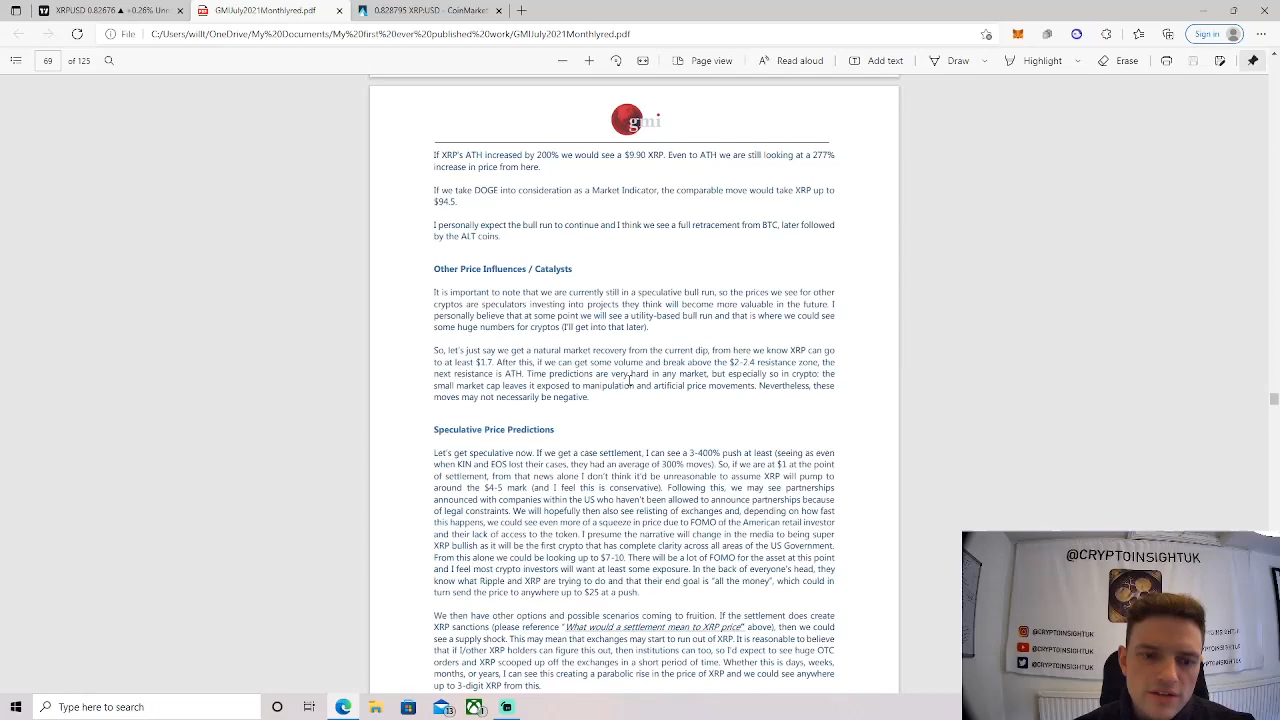 XRPUSD 0.82676 ▲ +0.26% Unn
GMIJuly2021Monthlyred.pdf
0.828795 XRP:USD - CoinMarket
File
C:/Users/willt/OneDrive/My%20Documents/My%20first%20ever%20published%20work/GMIJuly2021Monthlyred.pdf
Sign in
69 of 125
Page view
Read aloud
Add text
Draw
Highlight
Erase
gmi
If XRP's ATH increased by 200% we would see a $9.90 XRP. Even to ATH we are still looking at a 277%
increase in price from here.
If we take DOGE into consideration as a Market Indicator, the comparable move would take XRP up to
$94.5.
I personally expect the bull run to continue and I think we see a full retracement from BTC, later followed
by the ALT coins.
Other Price Influences / Catalysts
It is important to note that we are currently still in a speculative bull run, so the prices we see for other
cryptos are speculators investing into projects they think will become more valuable in the future. I
personally believe that at some point we will see a utility-based bull run and that is where we could see
some huge numbers for cryptos (I'll get into that later).
So, let's just say we get a natural market recovery from the current dip, from here we know XRP can go
to at least $1.7. After this, if we can get some volume and break above the $2-2.4 resistance zone, the
next resistance is ATH. Time predictions are very hard in any market, but especially so in crypto: the
small market cap leaves it exposed to manipulation and artificial price movements. Nevertheless, these
moves may not necessarily be negative.
Speculative Price Predictions
Let's get speculative now. If we get a case settlement, I can see a 3-400% push at least (seeing as even
when KIN and EOS lost their cases, they had an average of 300% moves). So, if we are at $1 at the point
of settlement, from that news alone I don't think it'd be unreasonable to assume XRP will pump to
around the $4-5 mark (and I feel this is conservative). Following this, we may see partnerships
announced with companies within the US who haven't been allowed to announce partnerships because
of legal constraints. We will hopefully then also see relisting of exchanges and, depending on how fast
this happens, we could see even more of a squeeze in price due to FOMO of the American retail investor
and their lack of access to the token. I presume the narrative will change in the media to being super
XRP bullish as it will be the first crypto that has complete clarity across all areas of the US Government.
From this alone we could be looking up to $7-10. There will be a lot of FOMO for the asset at this point
and I feel most crypto investors will want at least some exposure. In the back of everyone's head, they
know what Ripple and XRP are trying to do and that their end goal is "all the money", which could in
turn send the price to anywhere up to $25 at a push.
We then have other options and possible scenarios coming to fruition. If the settlement does create
XRP sanctions (please reference "What would a settlement mean to XRP price" above), then we could
see a supply shock. This may mean that exchanges may start to run out of XRP. It is reasonable to believe
that if I/other XRP holders can figure this out, then institutions can too, so I'd expect to see huge OTC
orders and XRP scooped up off the exchanges in a short period of time. Whether this is days, weeks,
months, or years, I can see this creating a parabolic rise in the price of XRP and we could see anywhere
up to 3-digit XRP from this.
@CRYPTOINSIGHTUK
@CRYPTOINSIGHTUK
@CRYPTOINSIGHTUK
Type here to search